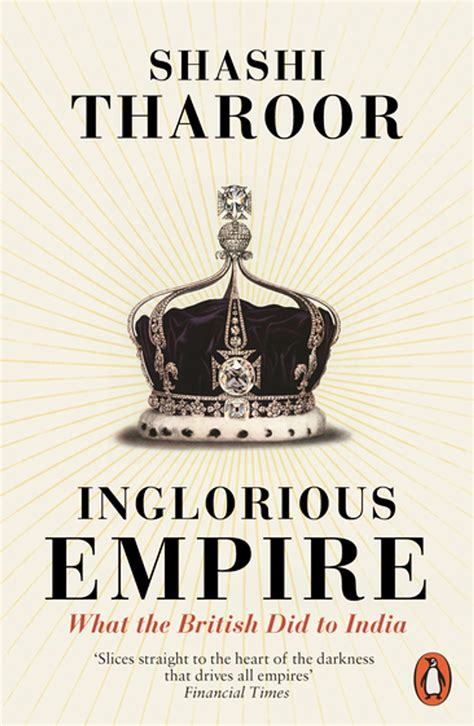 SHASHI
THAROOR
INGLORIOUS
EMPIRE
What the British Did to India
‘Slices straight to the heart of the darkness
that drives all empires’
Financial Times